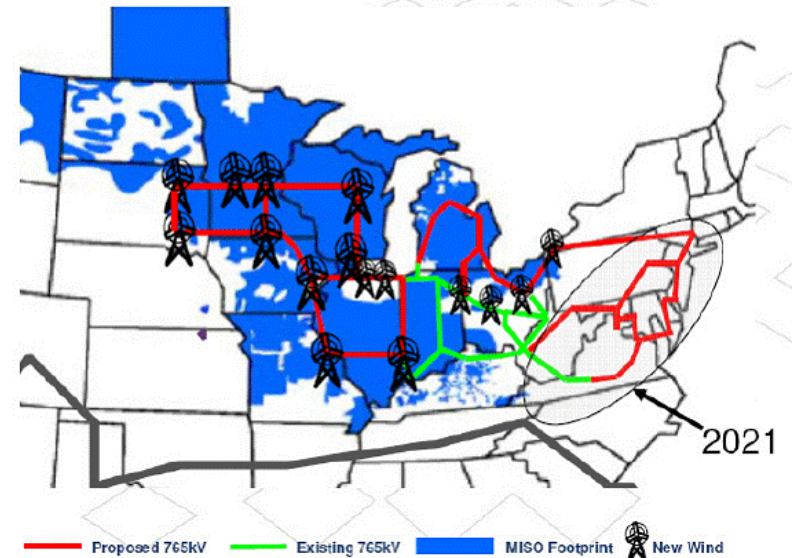 2021
Proposed 765kV
Existing 765kV
MISO Footprint
New Wind